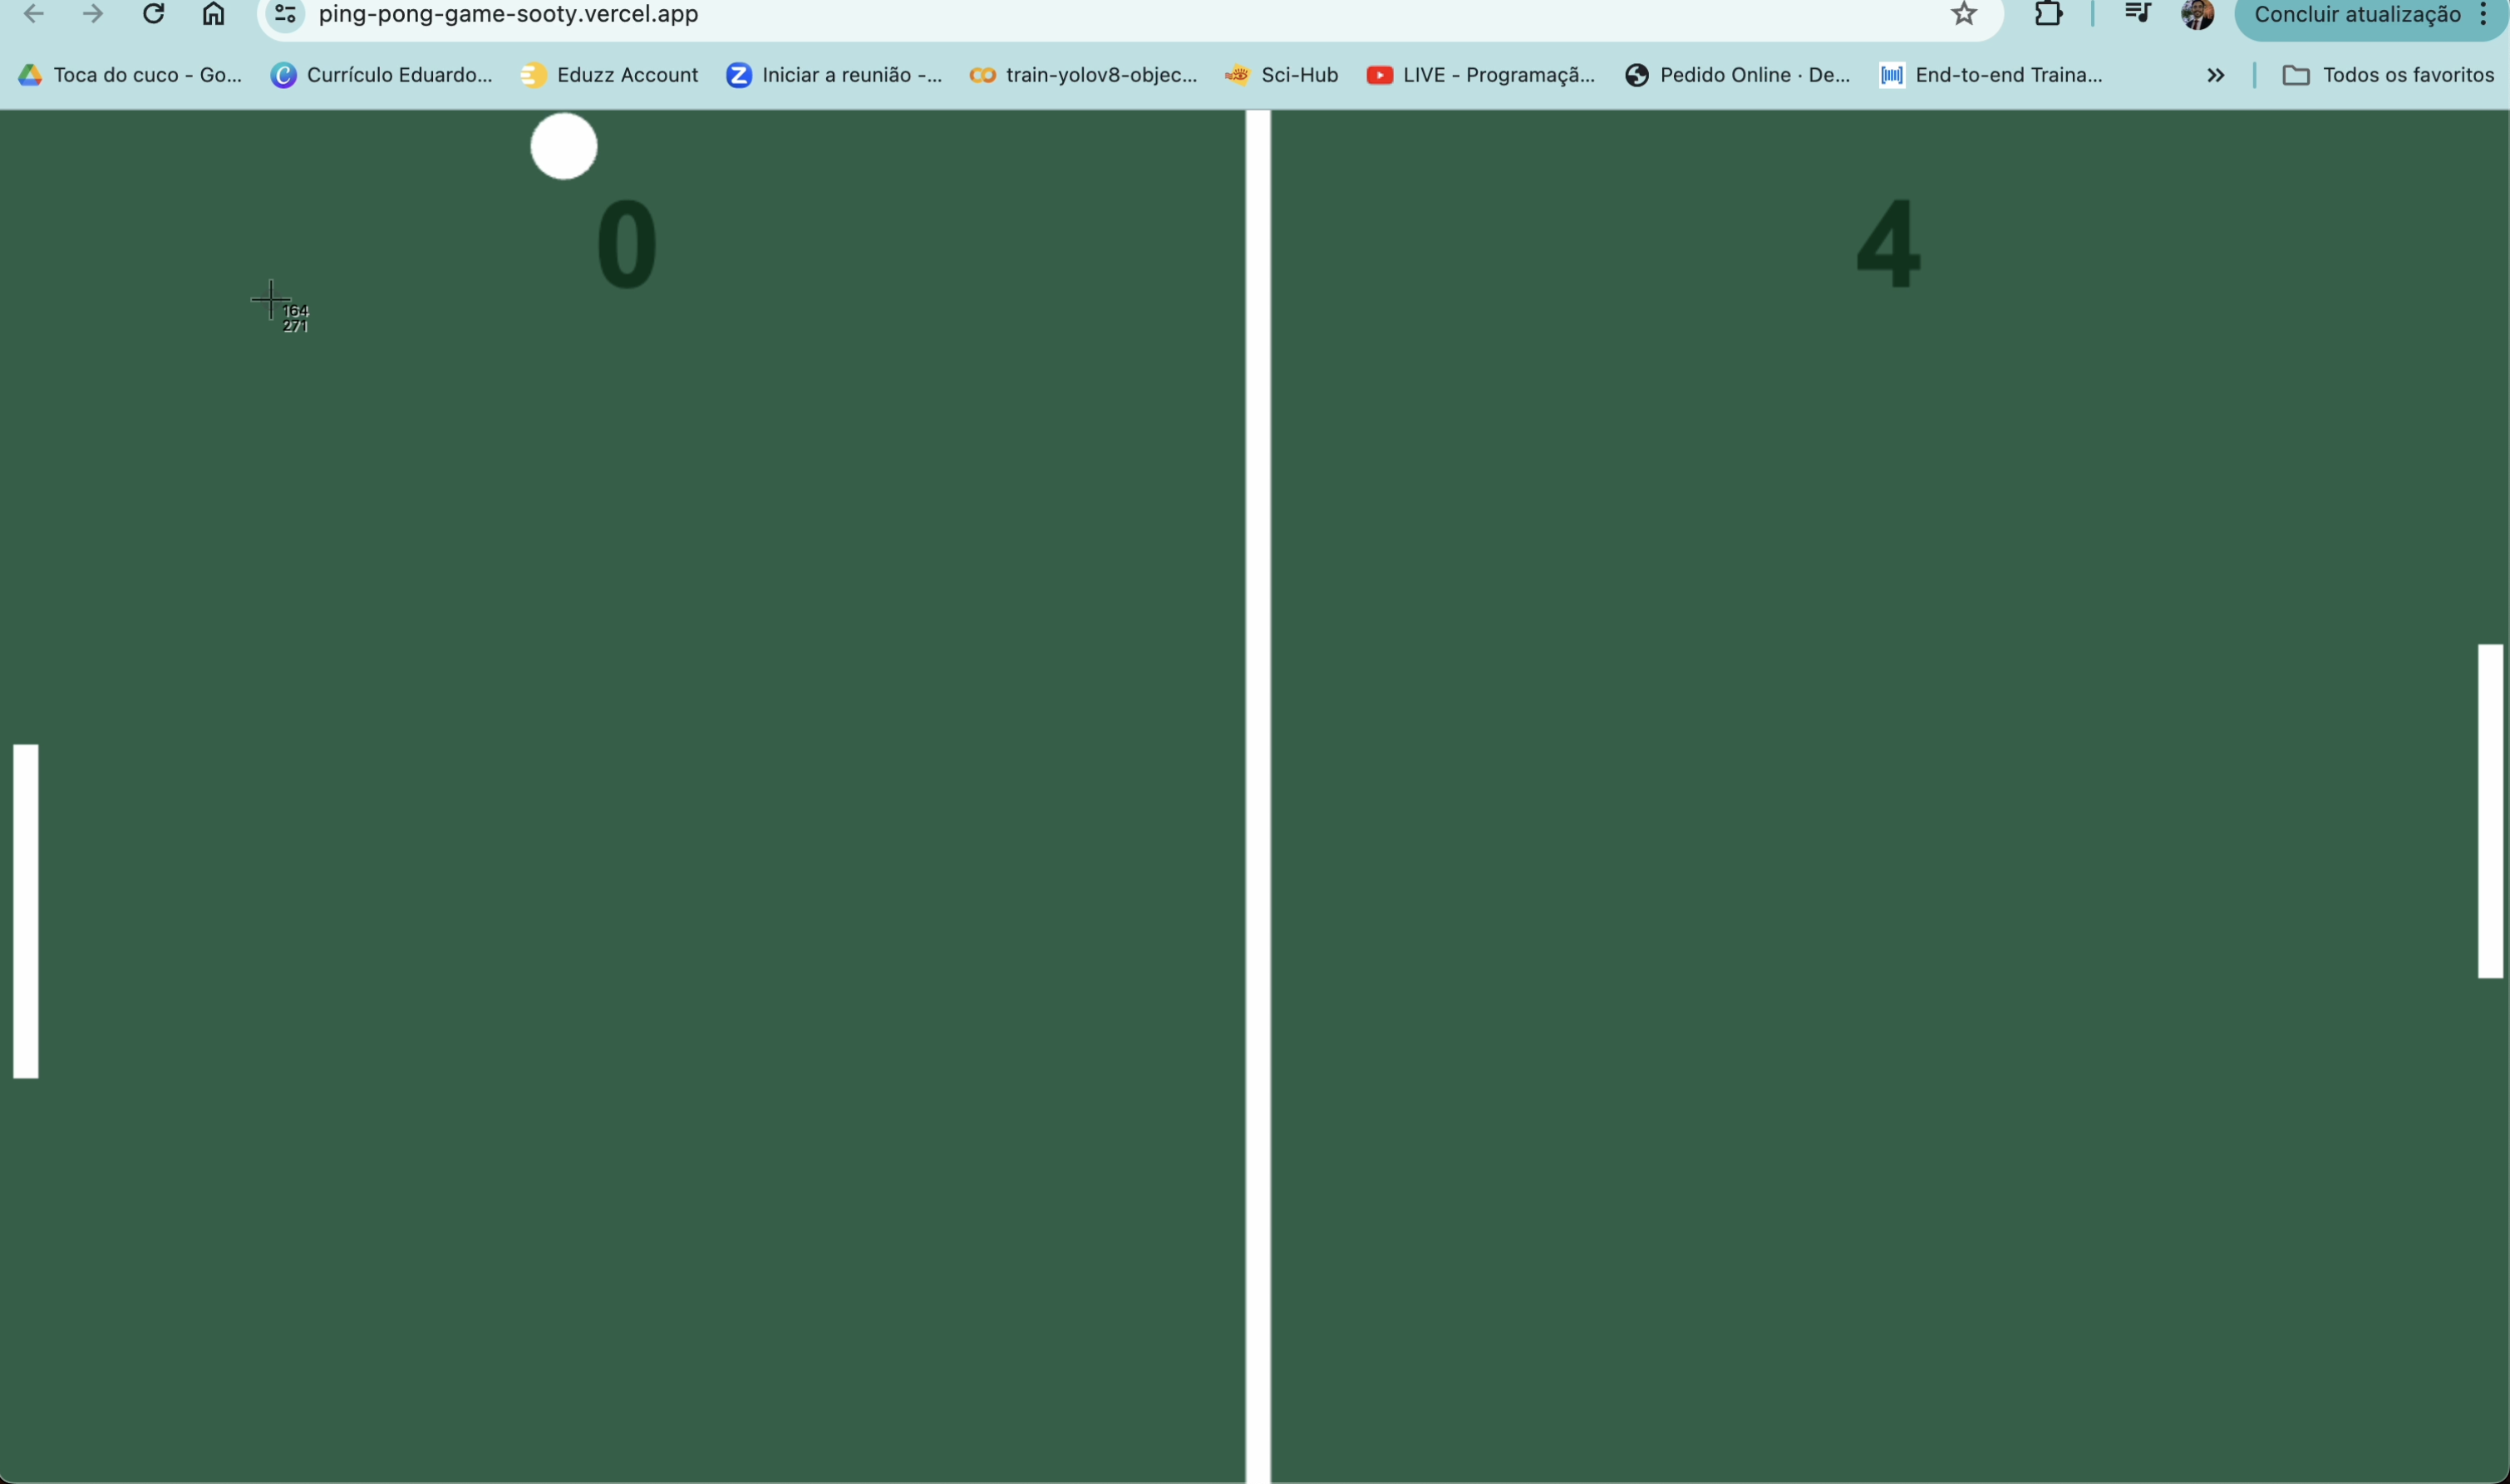 ping-pong-game-sooty.vercel.app
Concluir atualização
Toca do cuco - Go...
Currículo Eduardo...
Eduzz Account
Iniciar a reunião -...
train-yolov8-objec...
Sci-Hub
LIVE - Programaçã...
Pedido Online · De...
End-to-end Traina...
Todos os favoritos
0
4
164
271